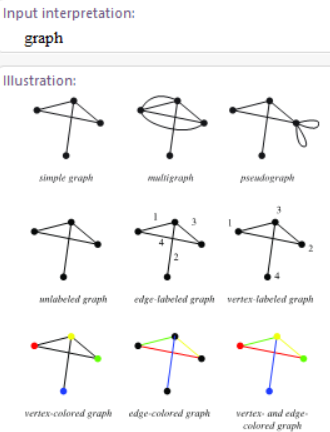 Input interpretation:
graph
Illustration:
simple graph multigraph pseudograph
1 3 4 2
1 3 2 4
unlabeled graph edge-labeled graph vertex-labeled graph
vertex-colored graph edge-colored graph vertex- and edge-
colored graph